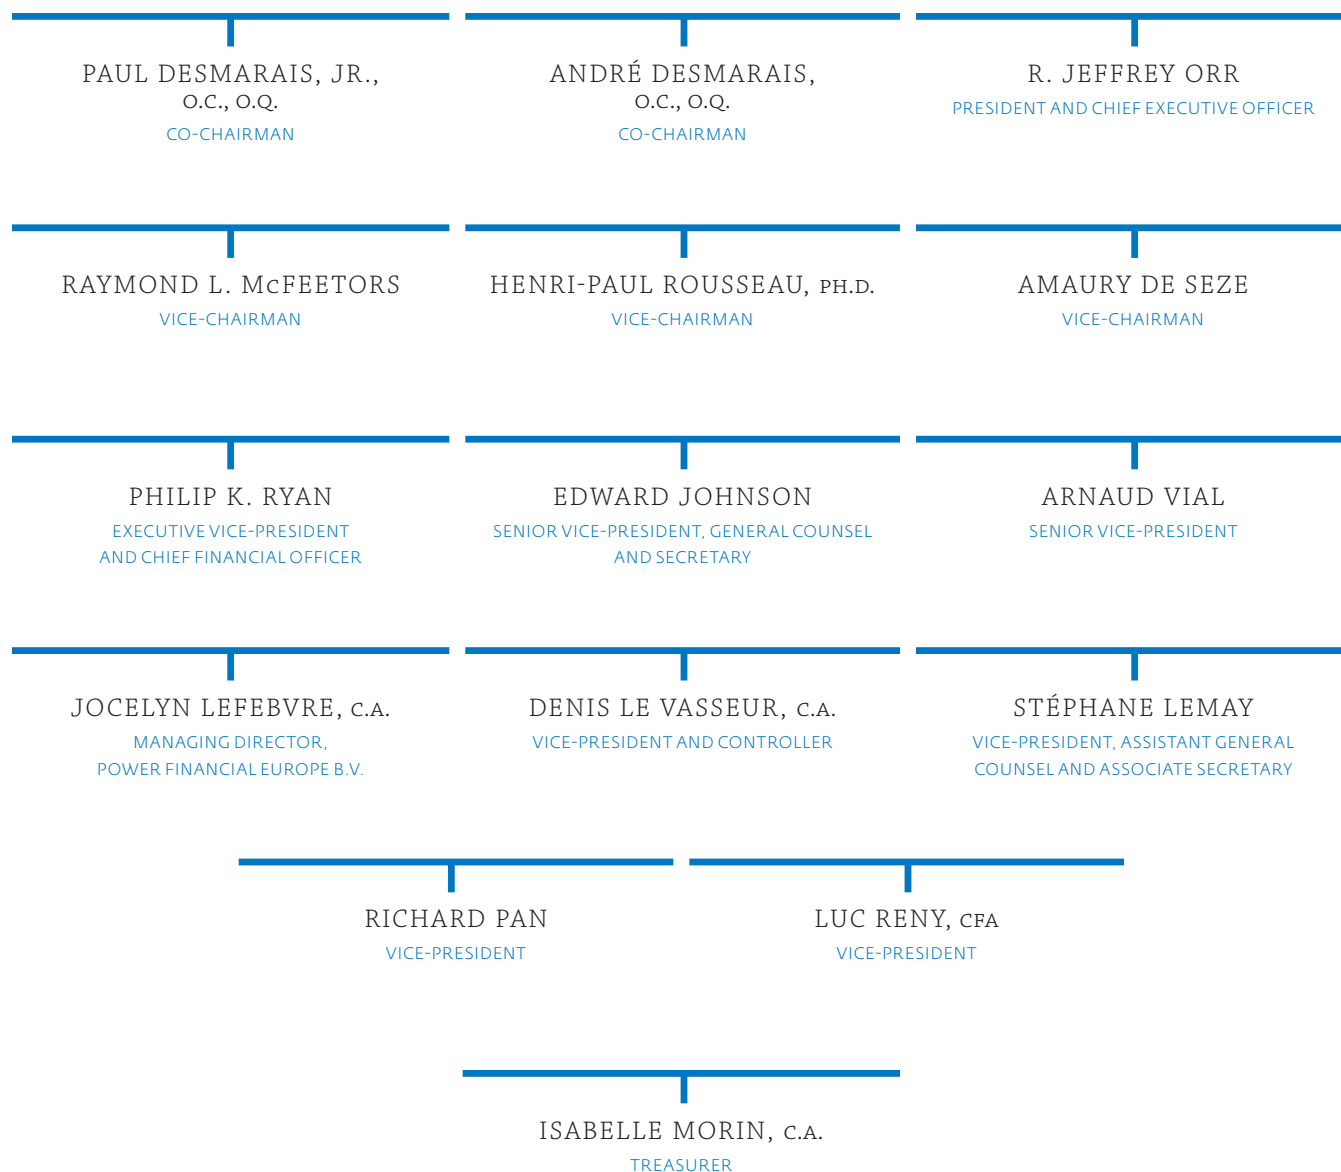 PAUL DESMARAIS, JR.,
O.C., O.Q.
CO-CHAIRMAN
ANDRÉ DESMARAIS,
O.C., O.Q.
CO-CHAIRMAN
R. JEFFREY ORR
PRESIDENT AND CHIEF EXECUTIVE OFFICER
RAYMOND L. McFEETORS
VICE-CHAIRMAN
HENRI-PAUL ROUSSEAU, PH.D.
VICE-CHAIRMAN
AMAURY DE SEZE
VICE-CHAIRMAN
PHILIP K. RYAN
EXECUTIVE VICE-PRESIDENT
AND CHIEF FINANCIAL OFFICER
EDWARD JOHNSON
SENIOR VICE-PRESIDENT, GENERAL COUNSEL
AND SECRETARY
ARNAUD VIAL
SENIOR VICE-PRESIDENT
JOCELYN LEFEBVRE, C.A.
MANAGING DIRECTOR,
POWER FINANCIAL EUROPE B.V.
DENIS LE VASSEUR, C.A.
VICE-PRESIDENT AND CONTROLLER
STÉPHANE LEMAY
VICE-PRESIDENT, ASSISTANT GENERAL
COUNSEL AND ASSOCIATE SECRETARY
RICHARD PAN
VICE-PRESIDENT
LUC RENY, CFA
VICE-PRESIDENT
ISABELLE MORIN, C.A.
TREASURER